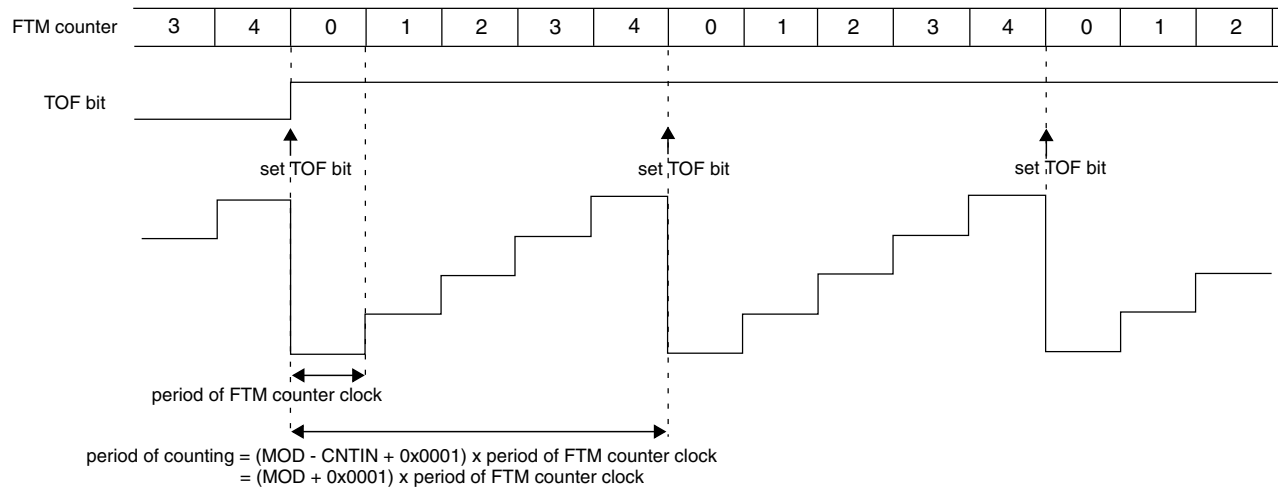 FTM counter 3 4 0 1 2 3 4 0 1 2 3 4 0 1 2
TOF bit
set TOF bit set TOF bit set TOF bit
period of FTM counter clock
period of counting = (MOD - CNTIN + 0x0001) x period of FTM counter clock
= (MOD + 0x0001) x period of FTM counter clock